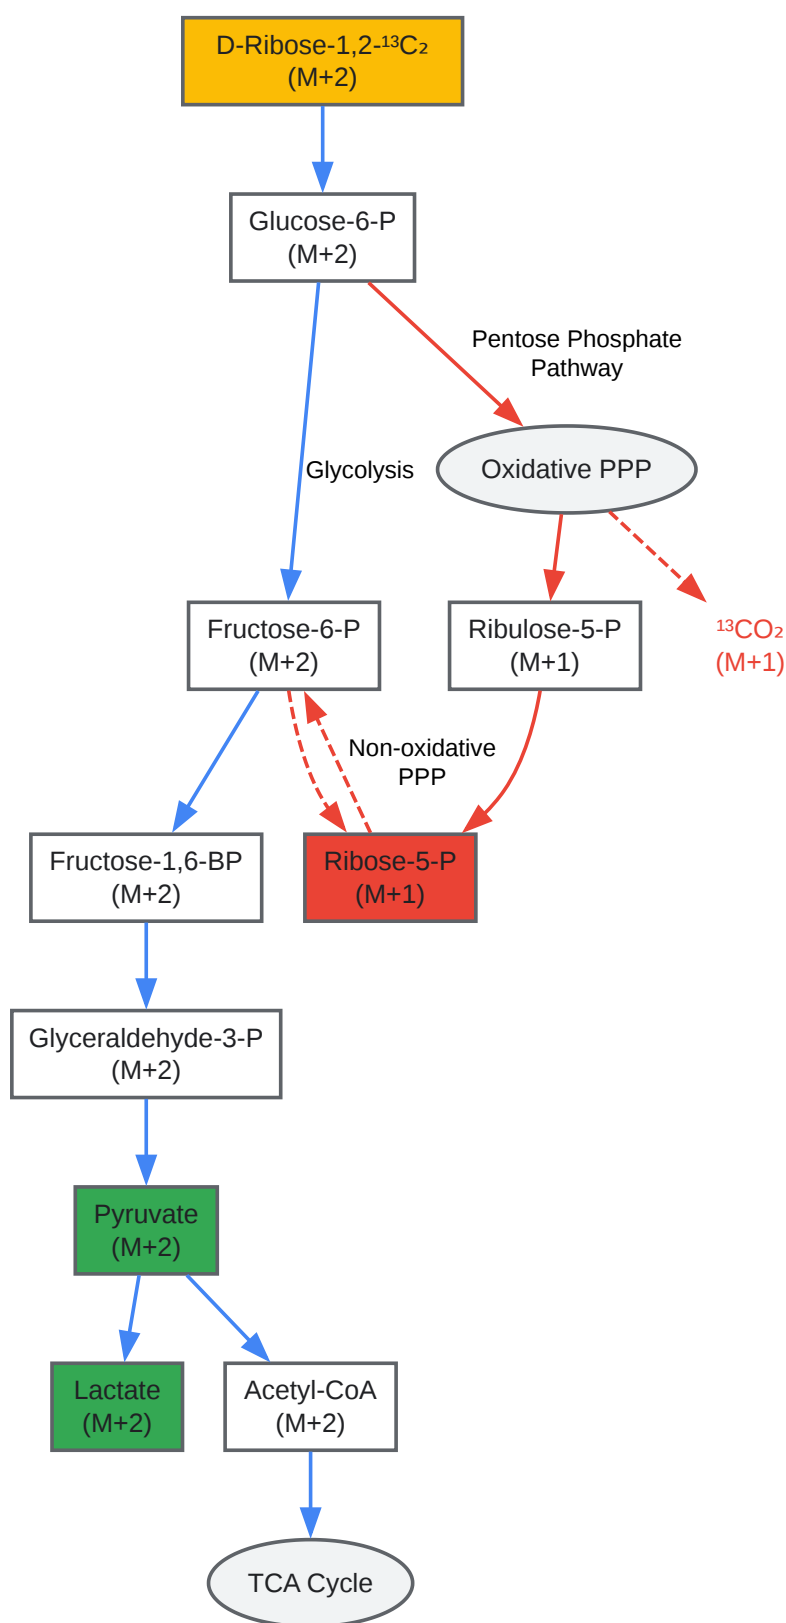 D-Ribose-1,2-¹³C₂
(M+2)
Glucose-6-P
(M+2)
Pentose Phosphate
Pathway
Glycolysis
Oxidative PPP
Fructose-6-P
(M+2)
Ribulose-5-P
(M+1)
¹³CO₂
(M+1)
Non-oxidative
PPP
Fructose-1,6-BP
(M+2)
Ribose-5-P
(M+1)
Glyceraldehyde-3-P
(M+2)
Pyruvate
(M+2)
Lactate
(M+2)
Acetyl-CoA
(M+2)
TCA Cycle